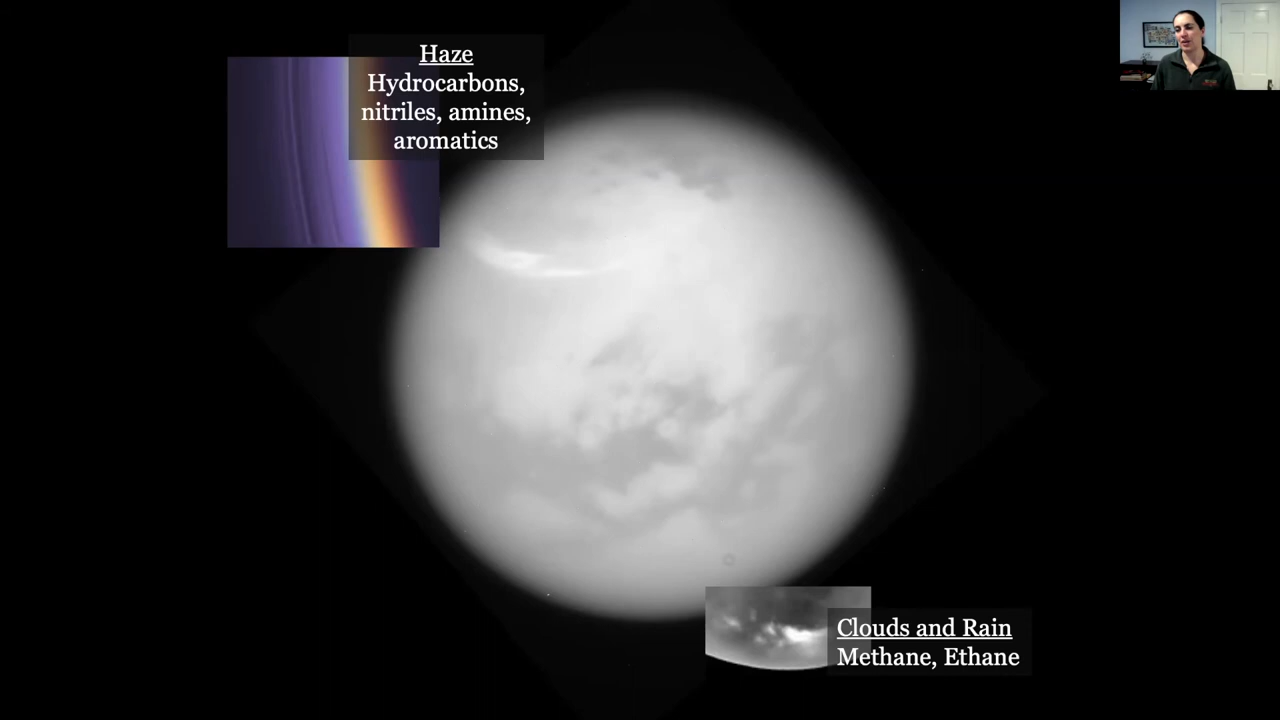 Haze
Hydrocarbons,
nitriles, amines,
aromatics
Clouds and Rain
Methane, Ethane